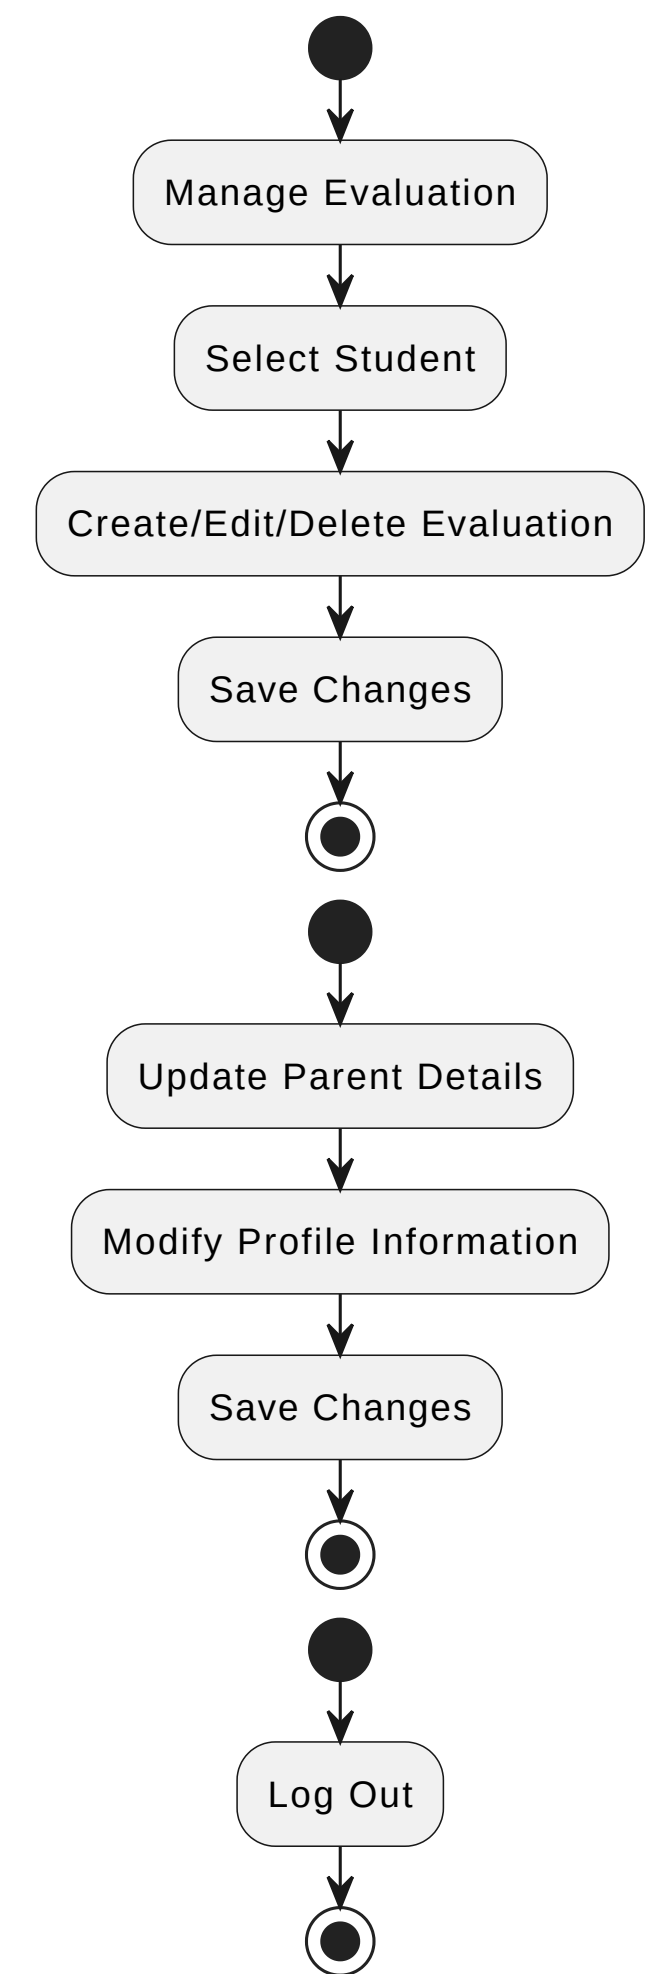 Manage Evaluation
Select Student
Create/Edit/Delete Evaluation
Save Changes
Update Parent Details
Modify Profile Information
Save Changes
Log Out